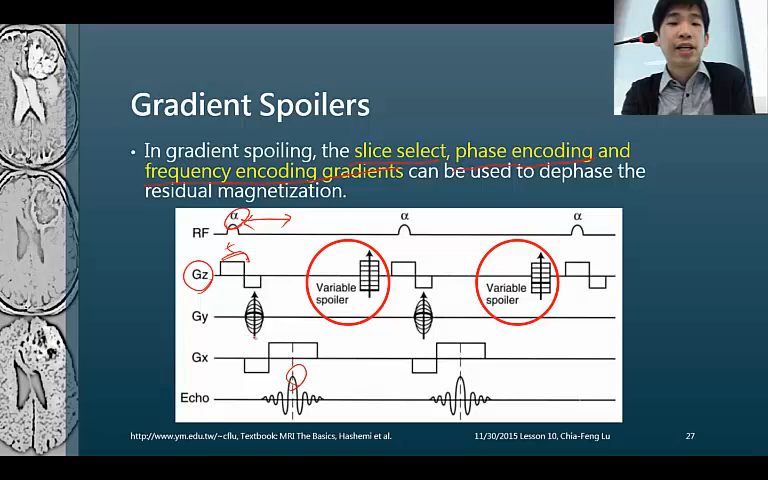 Gradient Spoilers
• In gradient spoiling, the slice select, phase encoding and
frequency encoding gradients can be used to dephase the
residual magnetization.
α α α
RF
t
Gz
Variable
spoiler
Variable
spoiler
Gy
Gx
Echo
http://www.ym.edu.tw/~cflu, Textbook: MRI The Basics, Hashemi et al. 11/30/2015 Lesson 10, Chia-Feng Lu 27